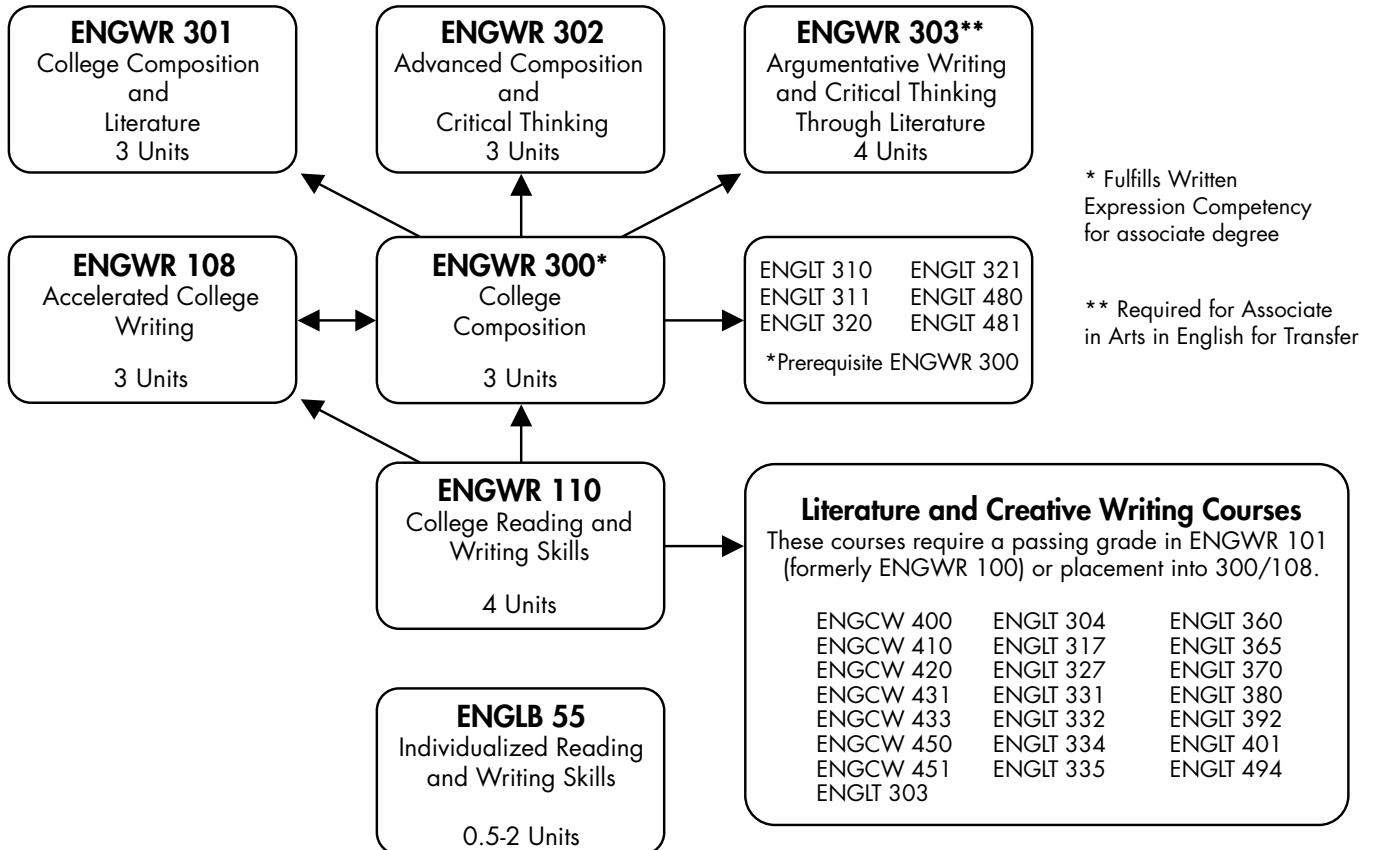 ENGWR 301
College Composition
and
Literature
3 Units
ENGWR 302
Advanced Composition
and
Critical Thinking
3 Units
ENGWR 303**
Argumentative Writing
and Critical Thinking
Through Literature
4 Units
* Fulfills Written
Expression Competency
for associate degree
** Required for Associate
in Arts in English for Transfer
ENGWR 108
Accelerated College
Writing
3 Units
ENGWR 300*
College
Composition
3 Units
ENGLT 310 ENGLT 321
ENGLT 311 ENGLT 480
ENGLT 320 ENGLT 481
*Prerequisite ENGWR 300
ENGWR 110
College Reading and
Writing Skills
4 Units
Literature and Creative Writing Courses
These courses require a passing grade in ENGWR 101
(formerly ENGWR 100) or placement into 300/108.
ENGCW 400 ENGLT 304 ENGLT 360
ENGCW 410 ENGLT 317 ENGLT 365
ENGCW 420 ENGLT 327 ENGLT 370
ENGCW 431 ENGLT 331 ENGLT 380
ENGCW 433 ENGLT 332 ENGLT 392
ENGCW 450 ENGLT 334 ENGLT 401
ENGCW 451 ENGLT 335 ENGLT 494
ENGLT 303
ENGLB 55
Individualized Reading
and Writing Skills
0.5-2 Units